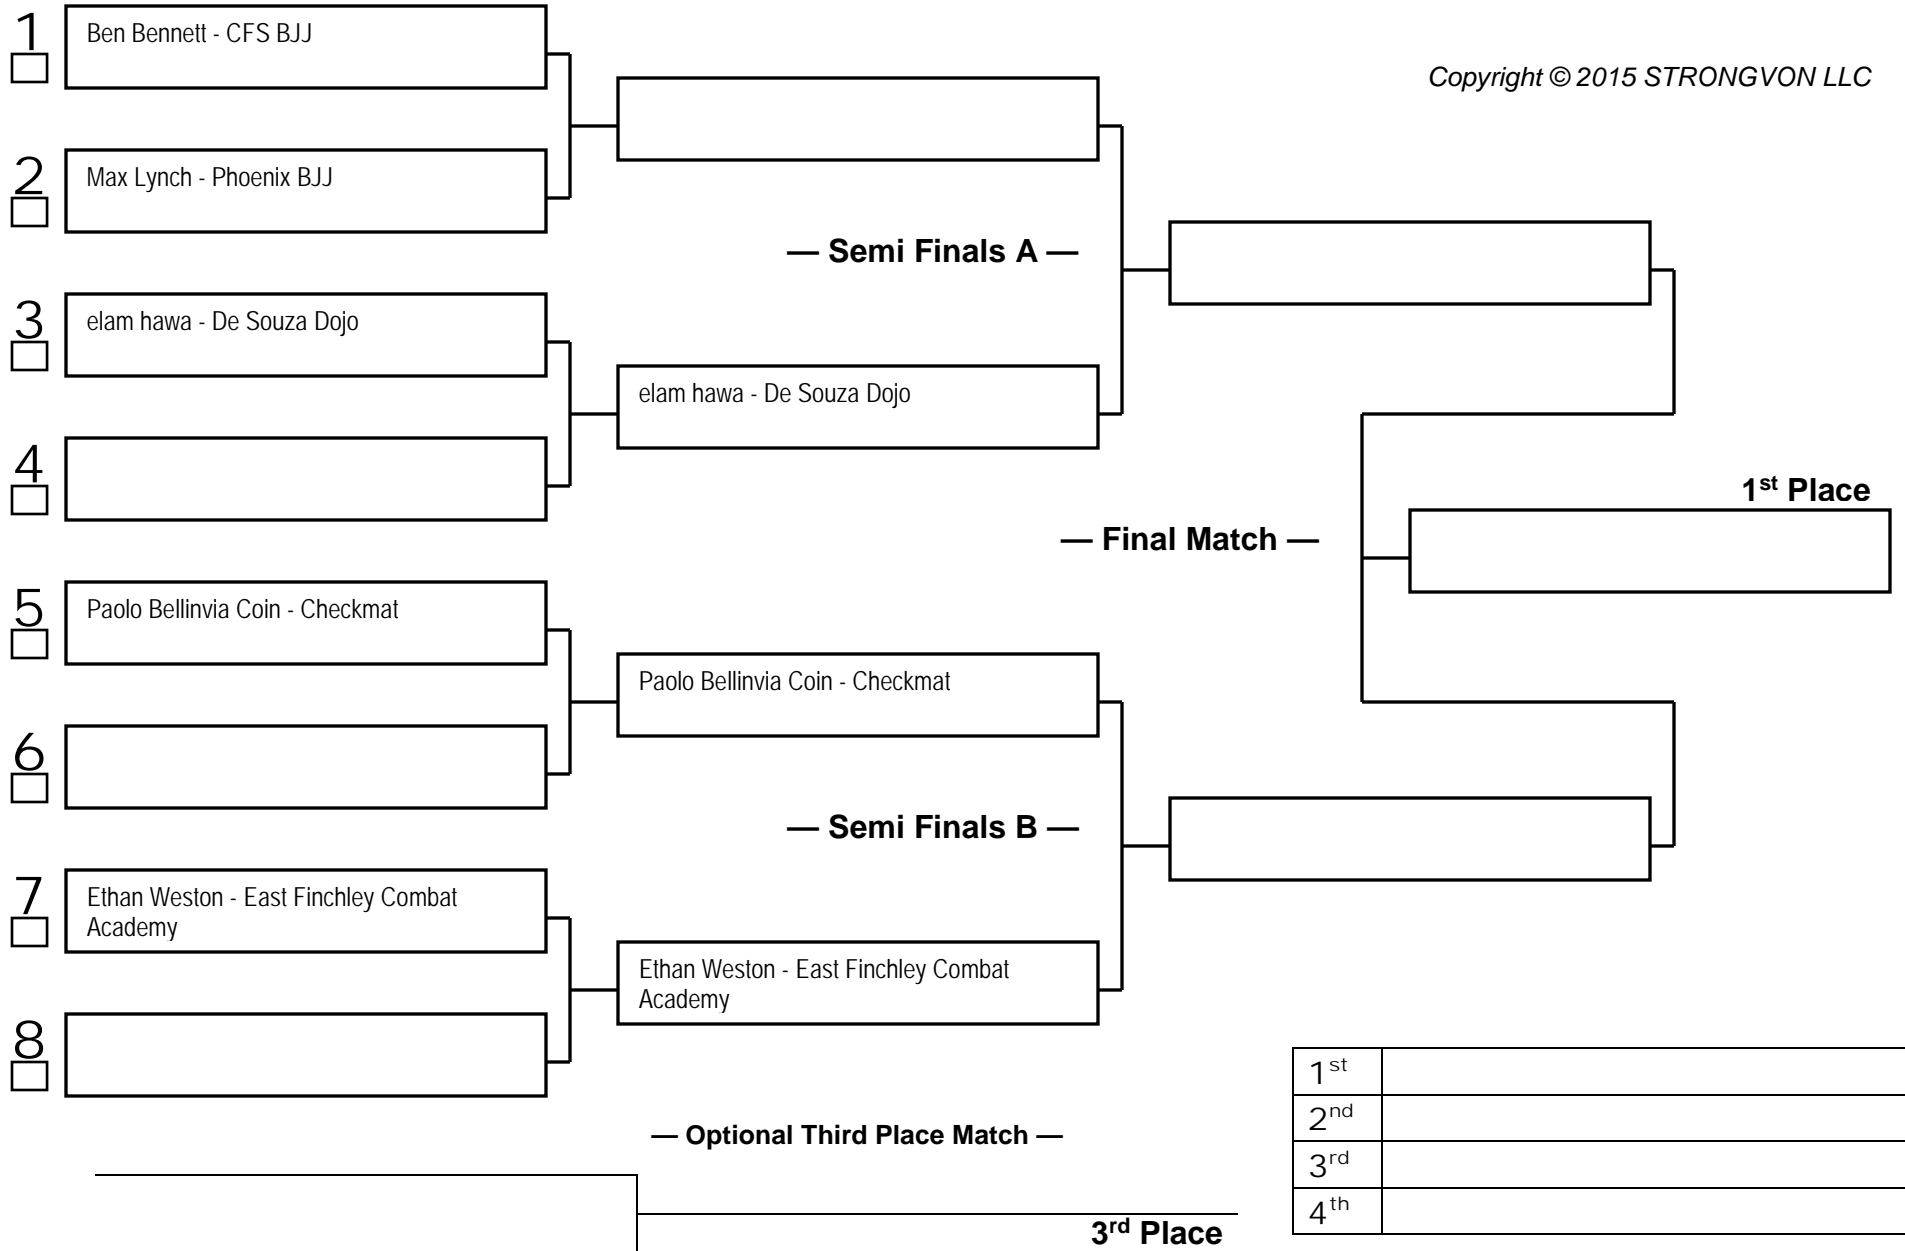 1
Ben Bennett - CFS BJJ
Copyright © 2015 STRONGVON LLC
2
Max Lynch - Phoenix BJJ
— Semi Finals A —
3
elam hawa - De Souza Dojo
elam hawa - De Souza Dojo
4
1st Place
— Final Match —
5
Paolo Bellinvia Coin - Checkmat
Paolo Bellinvia Coin - Checkmat
6
— Semi Finals B —
7
Ethan Weston - East Finchley Combat
Academy
Ethan Weston - East Finchley Combat
Academy
8
1st
2nd
3rd
4th
— Optional Third Place Match —
3rd Place